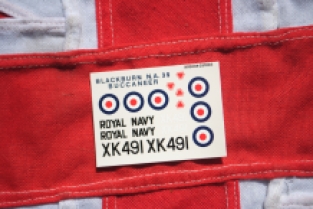 BLACKBURN N.A. 39
BUCCANEER
ROYAL NAVY
ROYAL NAVY
XK491 XK491